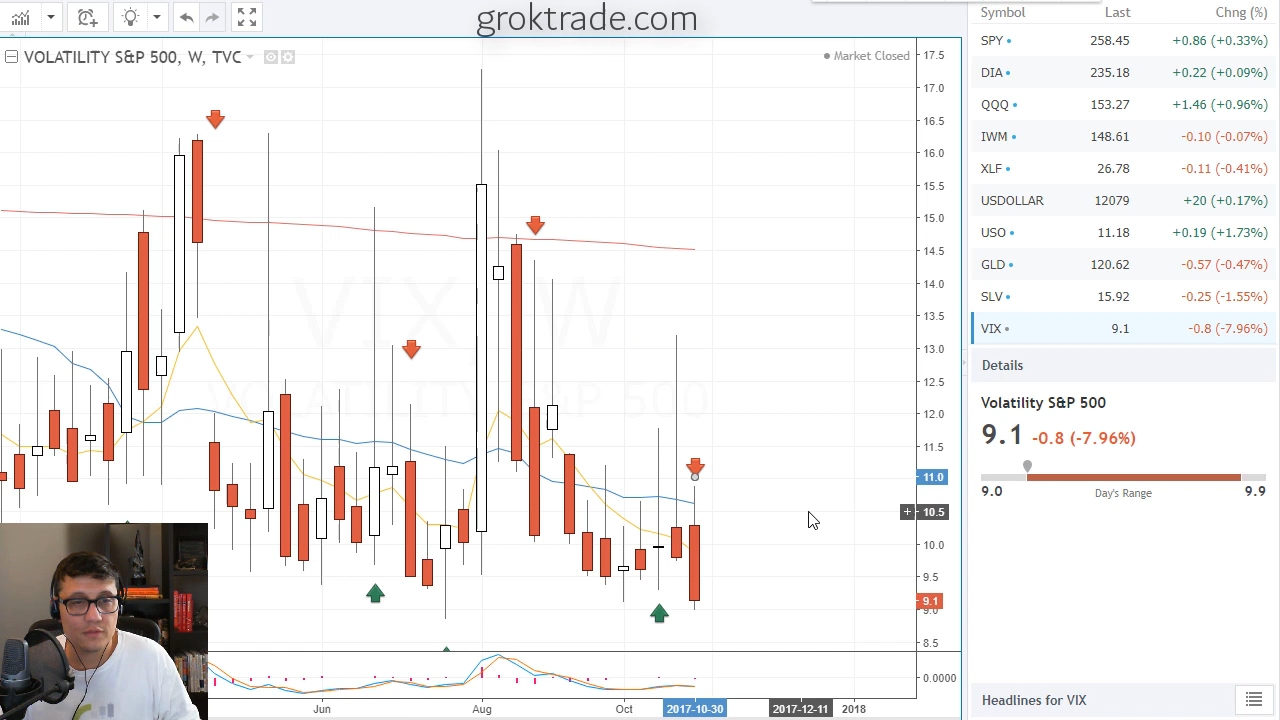 groktrade.com
VOLATILITY S&P 500, W, TVC
Market Closed
VIX, W
VOLATILITY S&P 500
17.5
17.0
16.5
16.0
15.5
15.0
14.5
14.0
13.5
13.0
12.5
12.0
11.5
11.0
10.5
10.0
9.5
9.1
9.0
8.5
0.0000
Jun
Aug
Oct
2017-10-30
2017-12-11
2018
Symbol Last Chng (%)
SPY 258.45 +0.86 (+0.33%)
DIA 235.18 +0.22 (+0.09%)
QQQ 153.27 +1.46 (+0.96%)
IWM 148.61 -0.10 (-0.07%)
XLF 26.78 -0.11 (-0.41%)
USDOLLAR 12079 +20 (+0.17%)
USO 11.18 +0.19 (+1.73%)
GLD 120.62 -0.57 (-0.47%)
SLV 15.92 -0.25 (-1.55%)
VIX 9.1 -0.8 (-7.96%)
Details
Volatility S&P 500
9.1 -0.8 (-7.96%)
9.0 Day's Range 9.9
Headlines for VIX